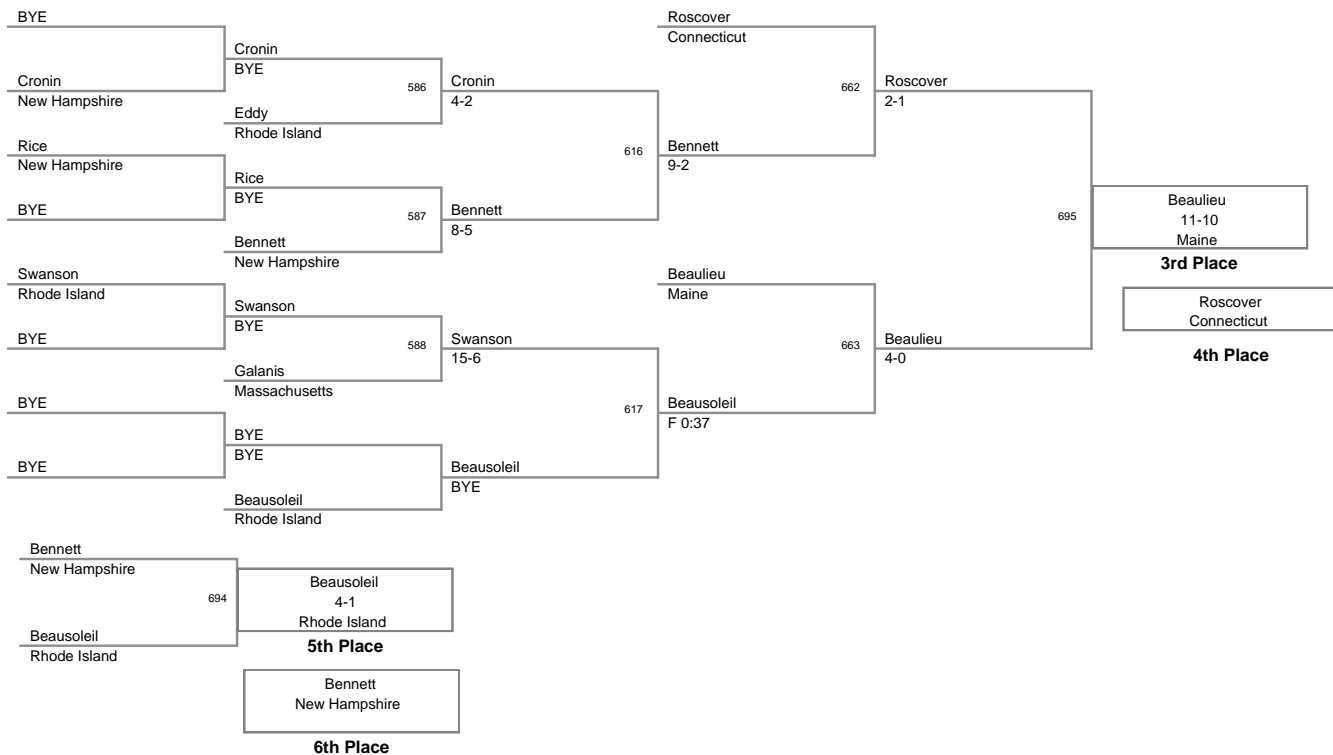 BYE
Cronin
New Hampshire
Rice
New Hampshire
BYE
Swanson
Rhode Island
BYE
BYE
BYE
Cronin
BYE
586
Eddy
Rhode Island
Rice
BYE
587
Bennett
New Hampshire
Swanson
BYE
588
Galanis
Massachusetts
BYE
BYE
Beausoleil
Rhode Island
Cronin
4-2
616
Bennett
8-5
Swanson
15-6
617
Beausoleil
BYE
Roscover
Connecticut
662
Bennett
9-2
Beaulieu
Maine
663
Beausoleil
F 0:37
Roscover
2-1
695
Beaulieu
4-0
Beaulieu
11-10
Maine
3rd Place
Roscover
Connecticut
4th Place
Bennett
New Hampshire
694
Beausoleil
Rhode Island
Beausoleil
4-1
Rhode Island
5th Place
Bennett
New Hampshire
6th Place